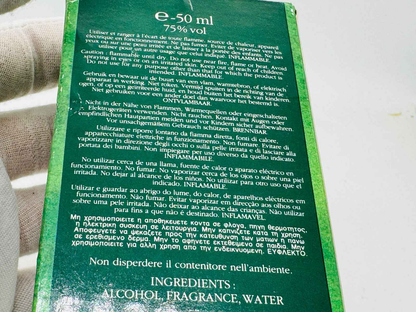 e-50 ml
75% vol
Utiliser et ranger à l'écart de toute flamme, source de chaleur, appareil
électrique en fonctionnement. Ne pas fumer. Eviter de vaporiser vers les
yeux ou sur une peau irritée et de laisser à la portée des enfants. Ne pas
utiliser pour un autre usage que celui indiqué. INFLAMMABLE.
Caution : flammable until dry. Do not use near fire, flame or heat. Avoid
spraying in eyes or on irritated skin. Keep out of reach of children.
Do not use for any purpose other than that for which the product is
intended. INFLAMMABLE.
Gebruik en bewaar uit de buurt van een vlam, warmtebron, of elektrisch
apparaat in werking. Niet roken. Vermijd spuiten in de richting van de
ogen, of op een geïrriteerde huid, en houd buiten het bereik van kinderen.
Niet gebruiken voor een ander doel dan waarvoor het bestemd is.
ONTVLAMBAAR.
Nicht in der Nähe von Flammen, Wärmequellen oder eingeschalteten
Elektrogeräten verwenden. Nicht rauchen. Kontakt mit Augen oder
empfindlichen Hautpartien meiden und vor Kindern sicher aufbewahren.
Vor unsachgemäßem Gebrauch schützen. BRENNBAR.
Utilizzare e riporre lontano da fiamma diretta, fonti di calore,
apparecchiature elettriche in funzionamento. Non fumare. Evitare di
vaporizzare in direzione degli occhi o sulla pelle irritata e di lasciare alla
portata dei bambini. Non impiegare per uso diverso da quello indicato.
INFIAMMABILE.
No utilizar cerca de una llama, fuente de calor o aparato eléctrico en
funcionamiento. No fumar. No vaporizar cerca de los ojos o sobre una piel
irritada. No dejar al alcance de los niños. No utilizar para otro uso que el
indicado. INFLAMABLE.
Utilizar e guardar ao abrigo do lume, do calor, de aparelhos eléctricos em
funcionamento. Não fumar. Evitar vaporizar em direcção aos olhos ou
sobre uma pele irritada. Não deixar ao alcance das crianças. Não utilizar
para fins a que não é destinado. INFLAMAVEL.
Μη χρησιμοποιείτε ή αποθηκεύετε κοντά σε φλόγα, πηγή θερμότητος,
ή ηλεκτρική συσκευή σε λειτουργία. Μην καπνίζετε κατά τη χρήση.
Αποφεύγετε να ψεκάζετε προς την κατεύθυνση των ματιών ή πάνω
σε ερεθισμένο δέρμα. Μην το αφήνετε εκτεθειμένο σε παιδιά. Μην
χρησιμοποιείτε για άλλη χρήση απο την ενδεικνυομένη. ΕΥΦΛΕΚΤΟ.
Non disperdere il contenitore nell'ambiente.
INGREDIENTS :
ALCOHOL, FRAGRANCE, WATER